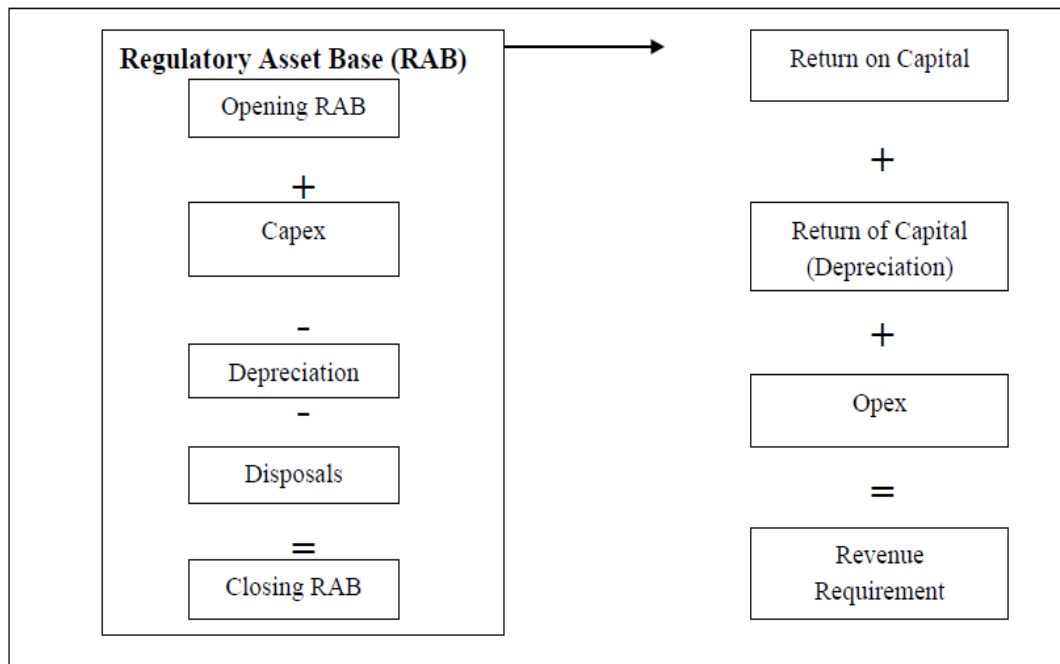 Regulatory Asset Base (RAB)
Opening RAB
+
Capex
-
Depreciation
-
Disposals
=
Closing RAB
Return on Capital
+
Return of Capital
(Depreciation)
+
Opex
=
Revenue
Requirement